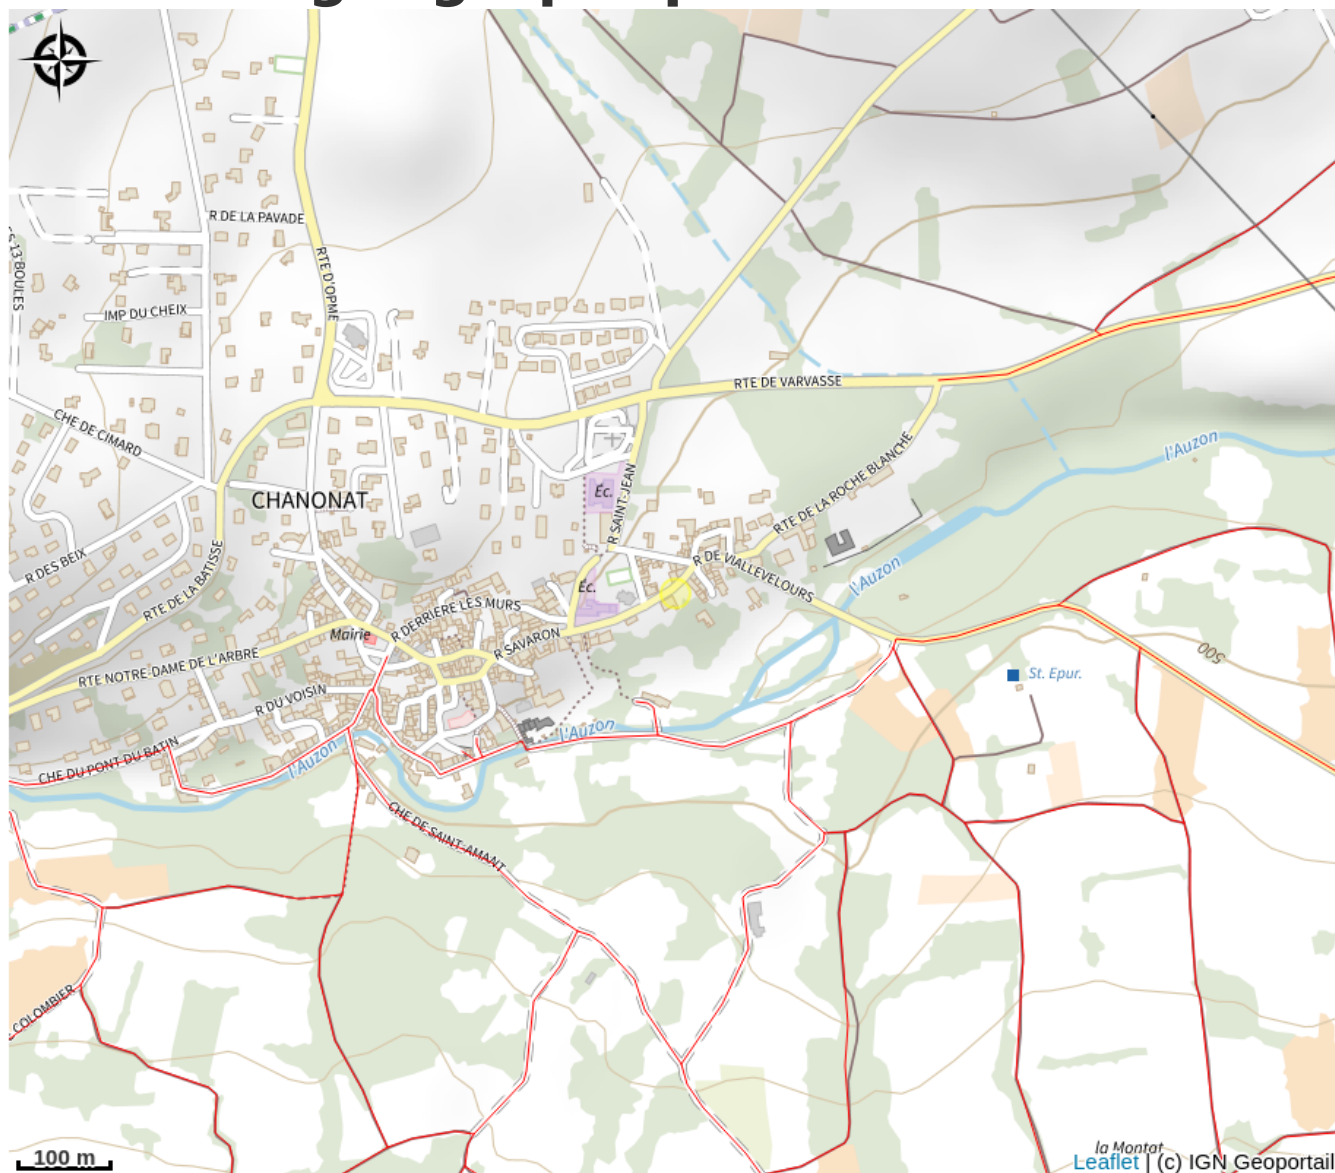 R DE LA PAVADE
RTE D'OPME
13 BOULES
IMP DU CHEIX
RTE DE VARVASSE
CHE DE CIMARD
l'Auzon
RTE DE LA ROCHE BLANCHE
Éc.
CHANONAT
R SAINT-JEAN
R DES BEIX
RTE DE LA BATISSE
R DE VIALLEVELOURS
l'Auzon
Éc.
R DERRIERE LES MURS
Mairie
R SAVARON
500
RTE NOTRE-DAME DE L'ARBRE
St. Epur.
R DU VOISIN
l'Auzon
CHE DU PONT DU BATIN
l'Auzon
CHE DE SAINT-AMANT
COLOMBIER
la Montat
100 m
Leaflet | (c) IGN Geoportail